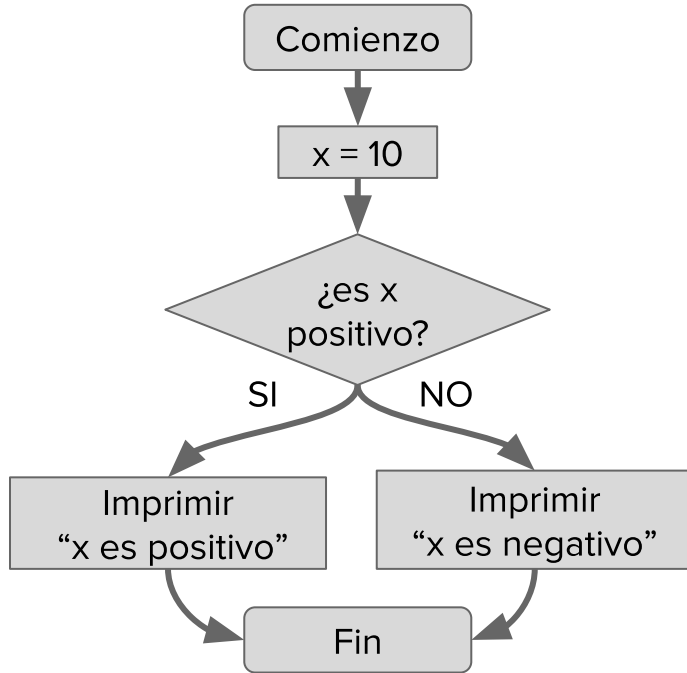 Comienzo
x = 10
¿es x
positivo?
SI
NO
Imprimir
“x es positivo”
Imprimir
“x es negativo”
Fin